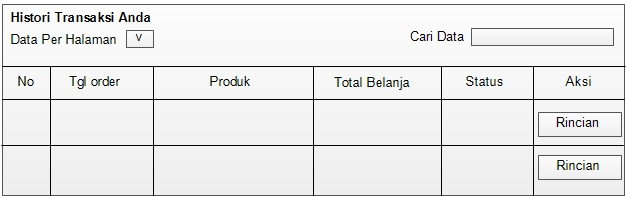 Histori Transaksi Anda
Data Per Halaman V Cari Data
No Tgl order Produk Total Belanja Status Aksi
Rincian
Rincian